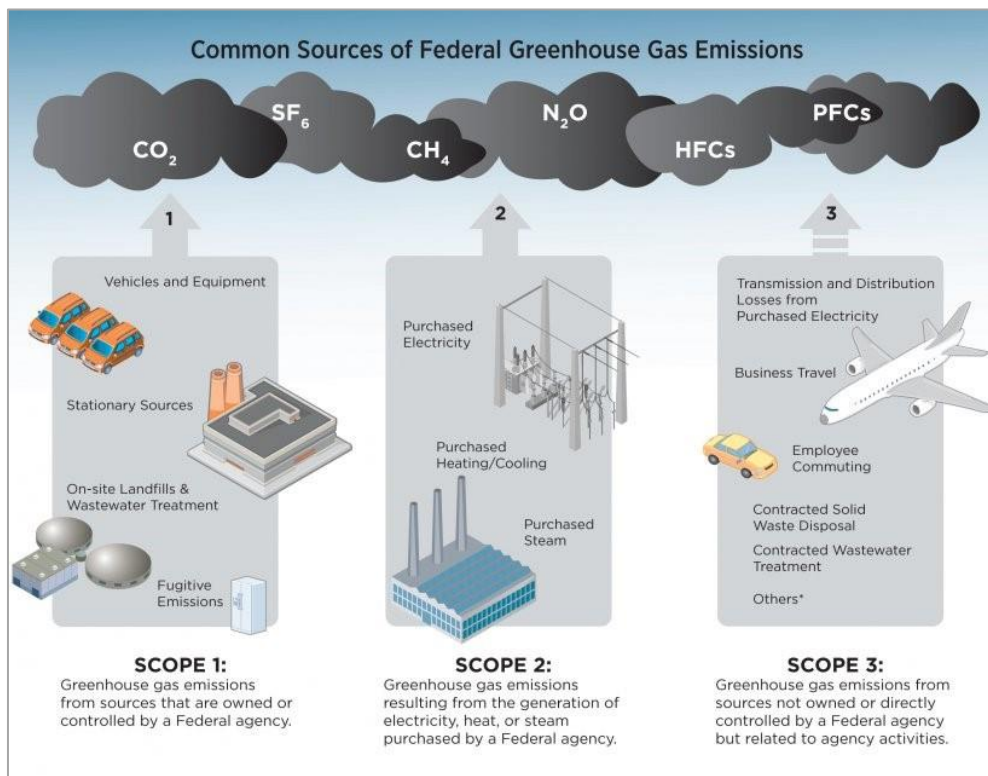 Common Sources of Federal Greenhouse Gas Emissions
CO₂
SF₆
CH₄
N₂O
HFCs
PFCs
1
Vehicles and Equipment
Stationary Sources
On-site Landfills &
Wastewater Treatment
Fugitive
Emissions
SCOPE 1:
Greenhouse gas emissions
from sources that are owned or
controlled by a Federal agency.
2
Purchased
Electricity
Purchased
Heating/Cooling
Purchased
Steam
SCOPE 2:
Greenhouse gas emissions
resulting from the generation of
electricity, heat, or steam
purchased by a Federal agency.
3
Transmission and Distribution
Losses from
Purchased Electricity
Business Travel
Employee
Commuting
Contracted Solid
Waste Disposal
Contracted Wastewater
Treatment
Others*
SCOPE 3:
Greenhouse gas emissions from
sources not owned or directly
controlled by a Federal agency
but related to agency activities.